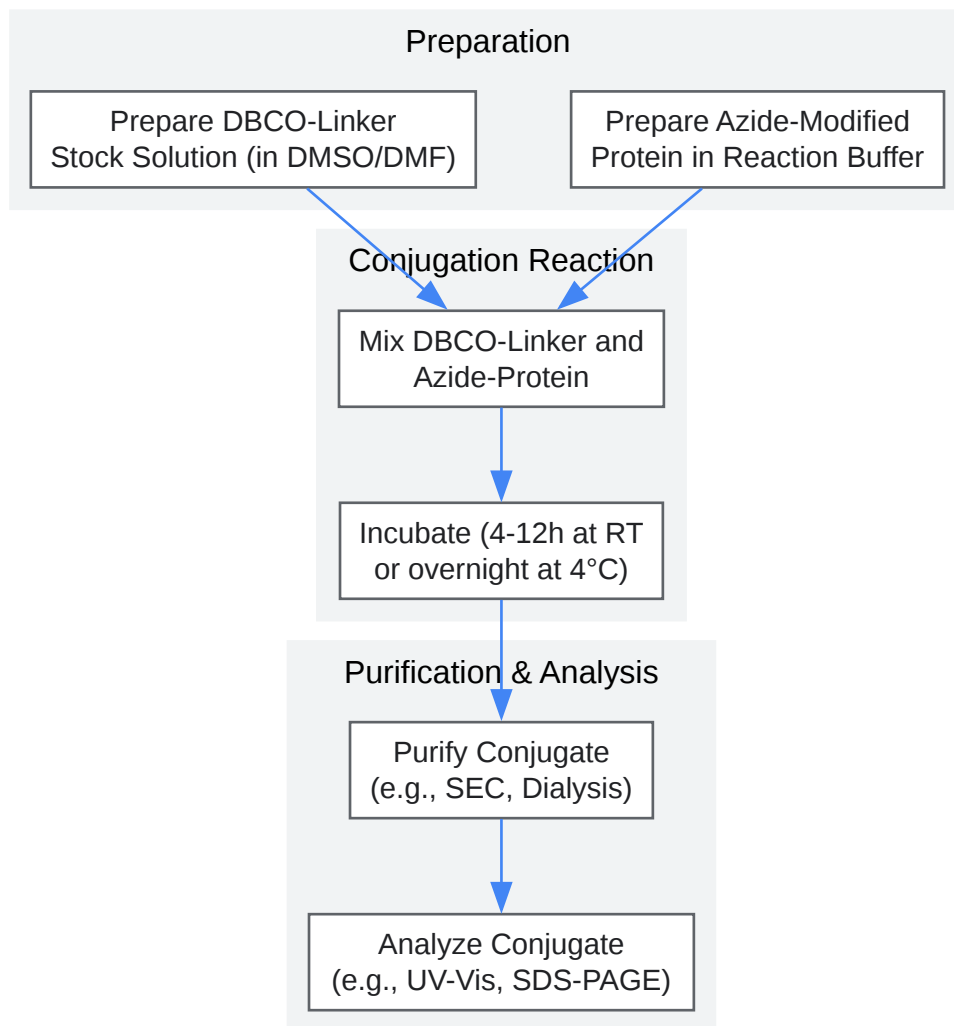 Preparation
Prepare DBCO-Linker
Stock Solution (in DMSO/DMF)
Prepare Azide-Modified
Protein in Reaction Buffer
Conjugation Reaction
Mix DBCO-Linker and
Azide-Protein
Incubate (4-12h at RT
or overnight at 4°C)
Purification & Analysis
Purify Conjugate
(e.g., SEC, Dialysis)
Analyze Conjugate
(e.g., UV-Vis, SDS-PAGE)